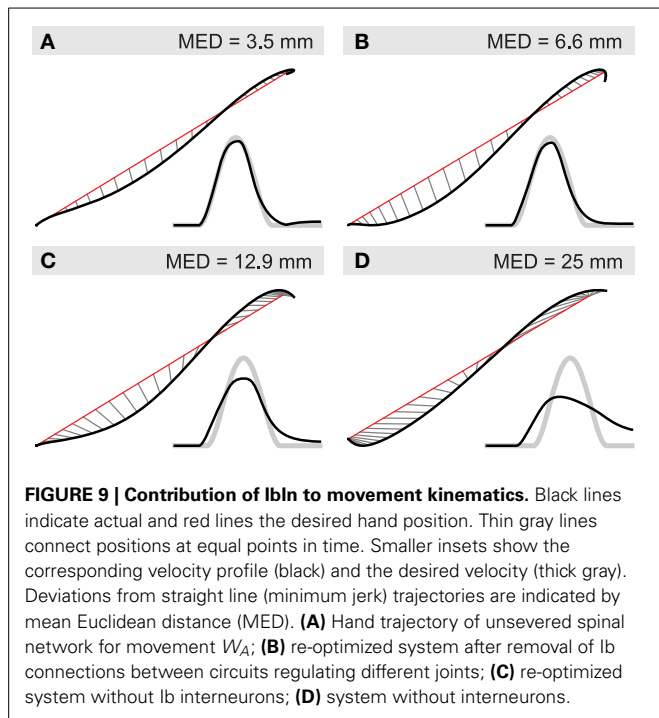 A MED = 3.5 mm
B MED = 6.6 mm
C MED = 12.9 mm
D MED = 25 mm
FIGURE 9 | Contribution of IbIn to movement kinematics. Black lines
indicate actual and red lines the desired hand position. Thin gray lines
connect positions at equal points in time. Smaller insets show the
corresponding velocity profile (black) and the desired velocity (thick gray).
Deviations from straight line (minimum jerk) trajectories are indicated by
mean Euclidean distance (MED). (A) Hand trajectory of unsevered spinal
network for movement W_A; (B) re-optimized system after removal of Ib
connections between circuits regulating different joints; (C) re-optimized
system without Ib interneurons; (D) system without interneurons.